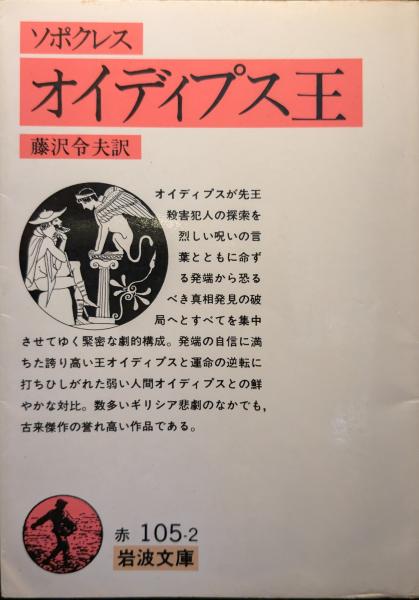 ソポクレス
オイディプス王
藤沢令夫訳
オイディプスが先王
殺害犯人の探索を
烈しい呪いの言
葉とともに命ず
る発端から恐る
べき真相発見の破
局へとすべてを集中
させてゆく緊密な劇的構成。発端の自信に満
ちた誇り高い王オイディプスと運命の逆転に
打ちひしがれた弱い人間オイディプスとの鮮
やかな対比。数多いギリシア悲劇のなかでも,
古来傑作の誉れ高い作品である。
赤 105-2
岩波文庫